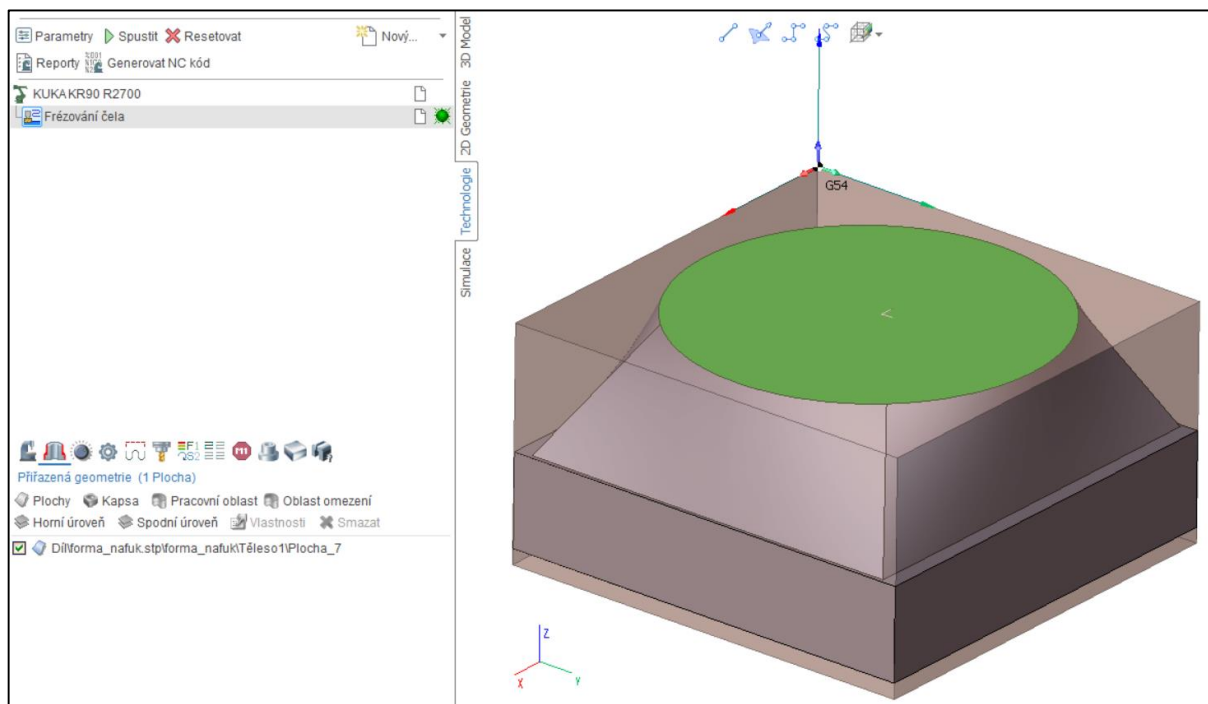 Parametry Spustit Resetovat Nový...
Reporty Generovat NC kód
KUKA KR90 R2700
Frézování čela
Přiřazená geometrie (1 Plocha)
Plochy Kapsa Pracovní oblast Oblast omezení
Horní úroveň Spodní úroveň Vlastnosti Smazat
Díl\forma_nafuk.stp\forma_nafuk\Těleso1\Plocha_7
3D Model
2D Geometrie
Technologie
Simulace
G54
Z
X
Y